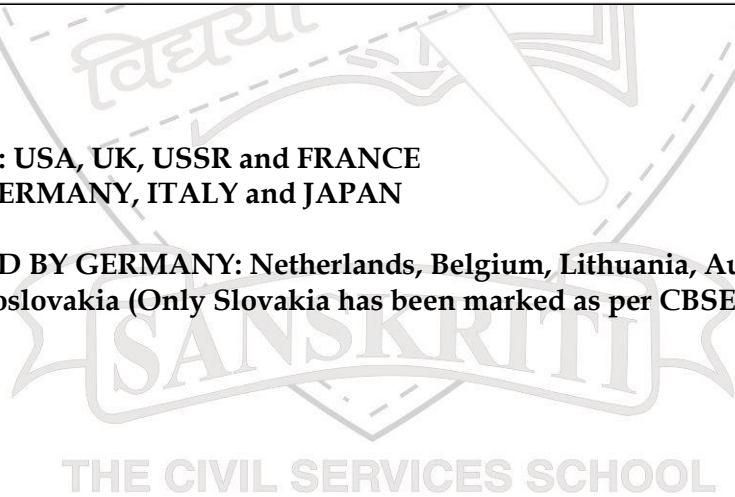 विद्यया
: USA, UK, USSR and FRANCE
ERMANY, ITALY and JAPAN
D BY GERMANY: Netherlands, Belgium, Lithuania, Au
oslovakia (Only Slovakia has been marked as per CBSE
SANSKRITI
THE CIVIL SERVICES SCHOOL